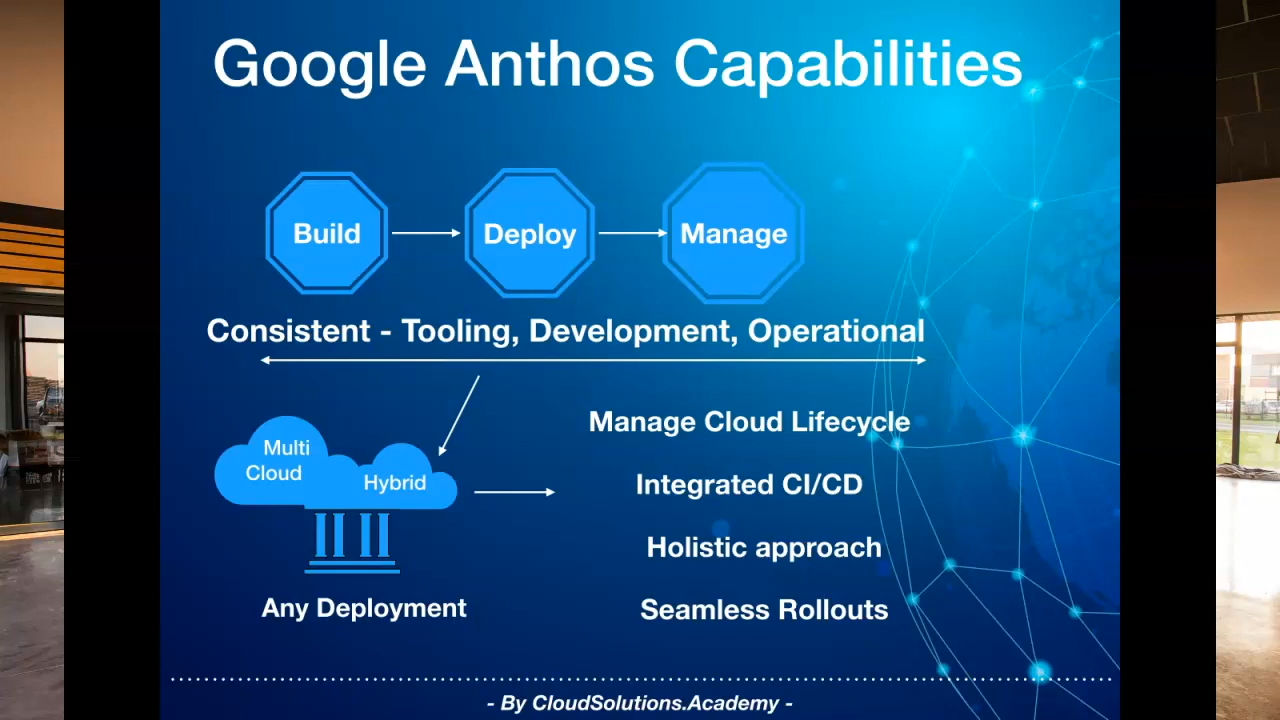 Google Anthos Capabilities
Build
Deploy
Manage
Consistent - Tooling, Development, Operational
Multi
Cloud
Hybrid
Any Deployment
Manage Cloud Lifecycle
Integrated CI/CD
Holistic approach
Seamless Rollouts
- By CloudSolutions.Academy -